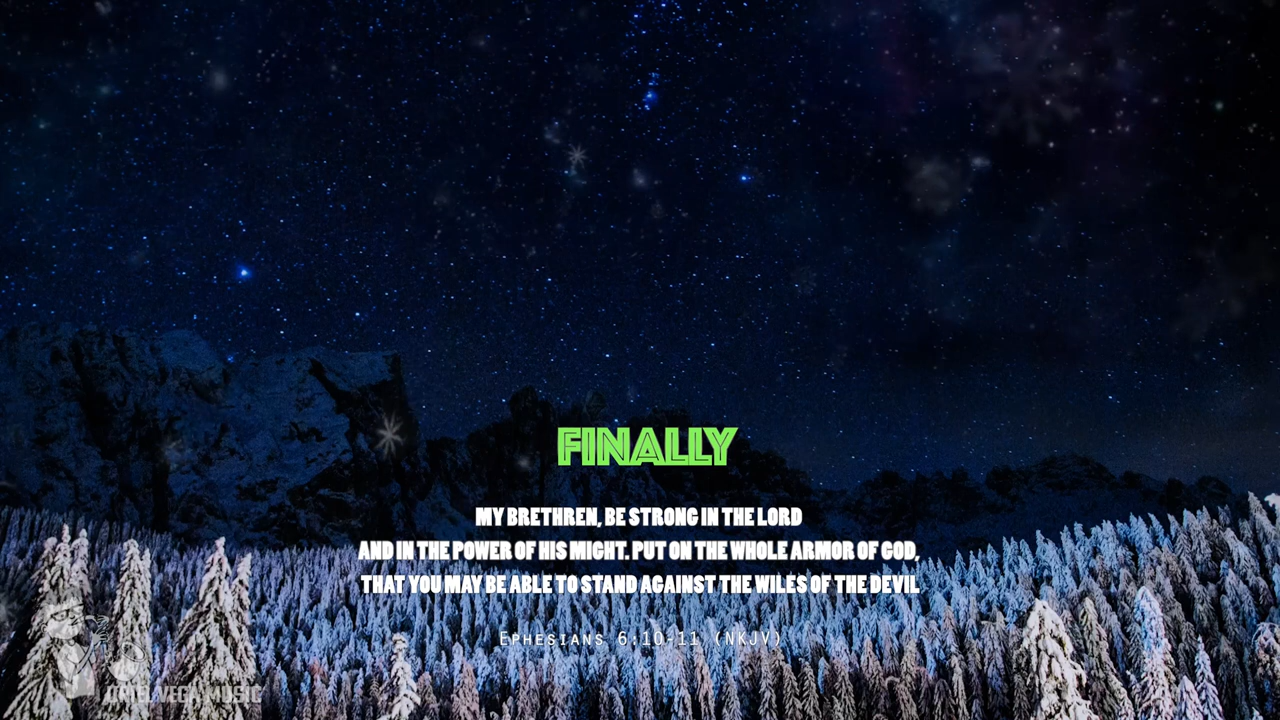 FINALLY
MY BRETHREN, BE STRONG IN THE LORD
AND IN THE POWER OF HIS MIGHT. PUT ON THE WHOLE ARMOR OF GOD,
THAT YOU MAY BE ABLE TO STAND AGAINST THE WILES OF THE DEVIL
EPHESIANS 6:10-11 (NKJV)
URIELVEGA MUSIC